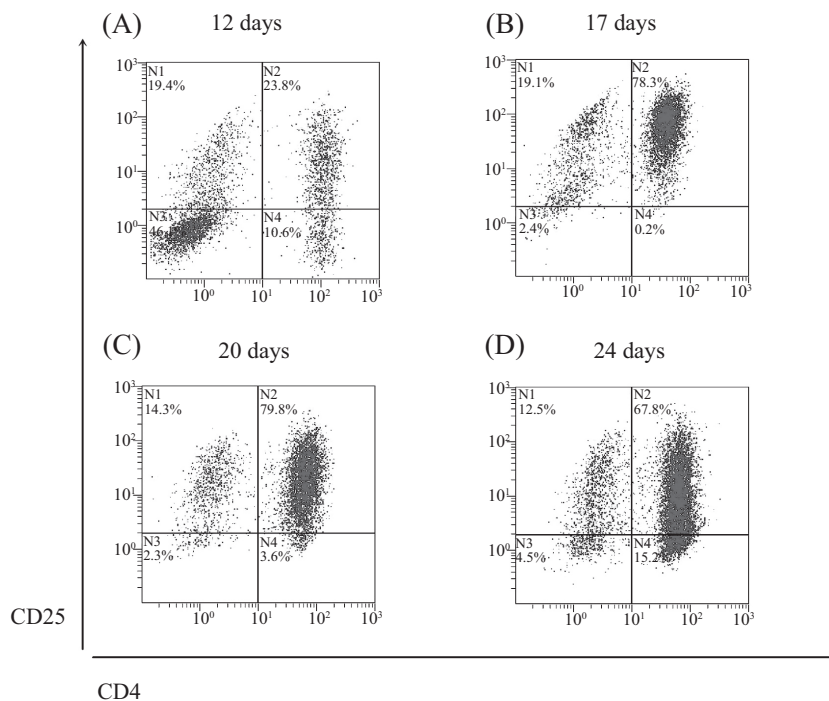 (A) 12 days
10³
10²
10¹
10⁰
N1
19.4%
N2
23.8%
N3
N4
10.6%
10⁰ 10¹ 10² 10³
(B) 17 days
10³
10²
10¹
10⁰
N1
19.1%
N2
78.3%
N3
2.4%
N4
0.2%
10⁰ 10¹ 10² 10³
(C) 20 days
10³
10²
10¹
10⁰
N1
14.3%
N2
79.8%
N3
2.3%
N4
3.6%
10⁰ 10¹ 10² 10³
(D) 24 days
10³
10²
10¹
10⁰
N1
12.5%
N2
67.8%
N3
4.5%
N4
15.2%
10⁰ 10¹ 10² 10³
CD25
CD4